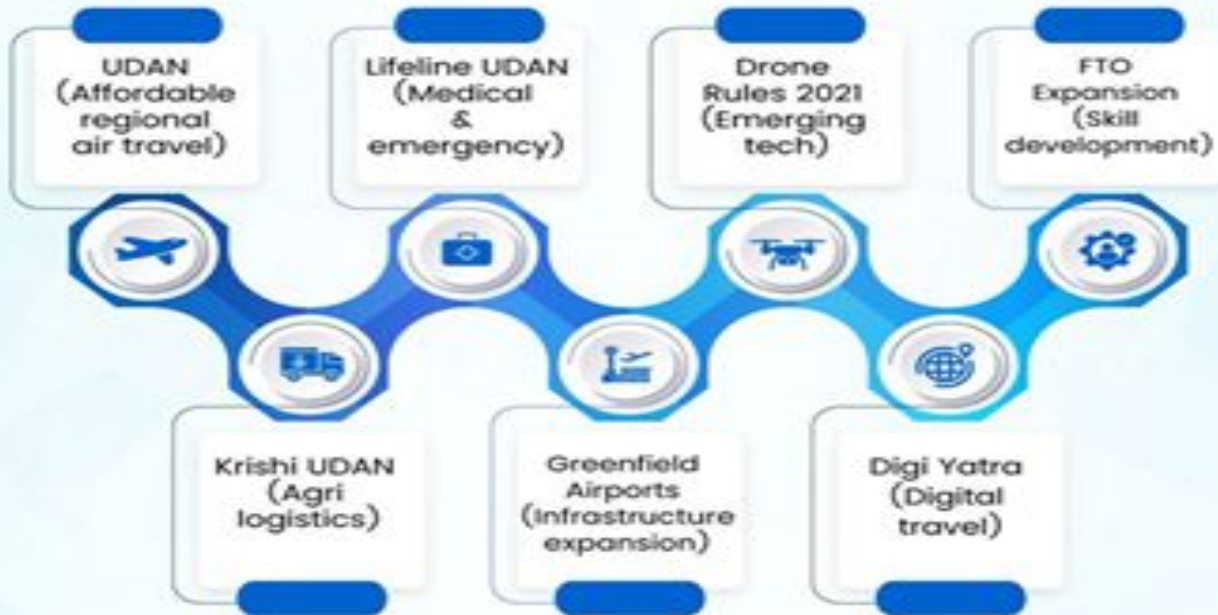 UDAN
(Affordable
regional
air travel)
Lifeline UDAN
(Medical
&
emergency)
Drone
Rules 2021
(Emerging
tech)
FTO
Expansion
(Skill
development)
Krishi UDAN
(Agri
logistics)
Greenfield
Airports
(Infrastructure
expansion)
Digi Yatra
(Digital
travel)